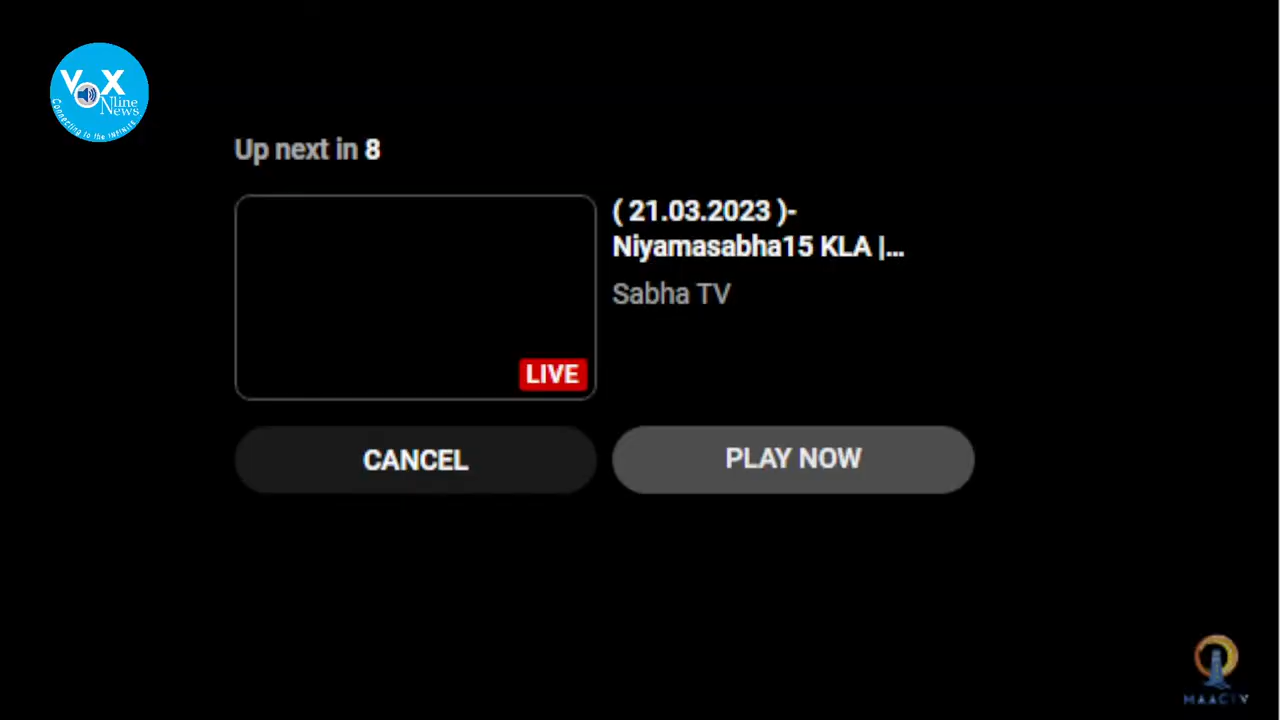 VoX
Nline
News
Connecting to the INFINITE
Up next in 8
( 21.03.2023 )-
Niyamasabha15 KLA |...
Sabha TV
LIVE
CANCEL
PLAY NOW